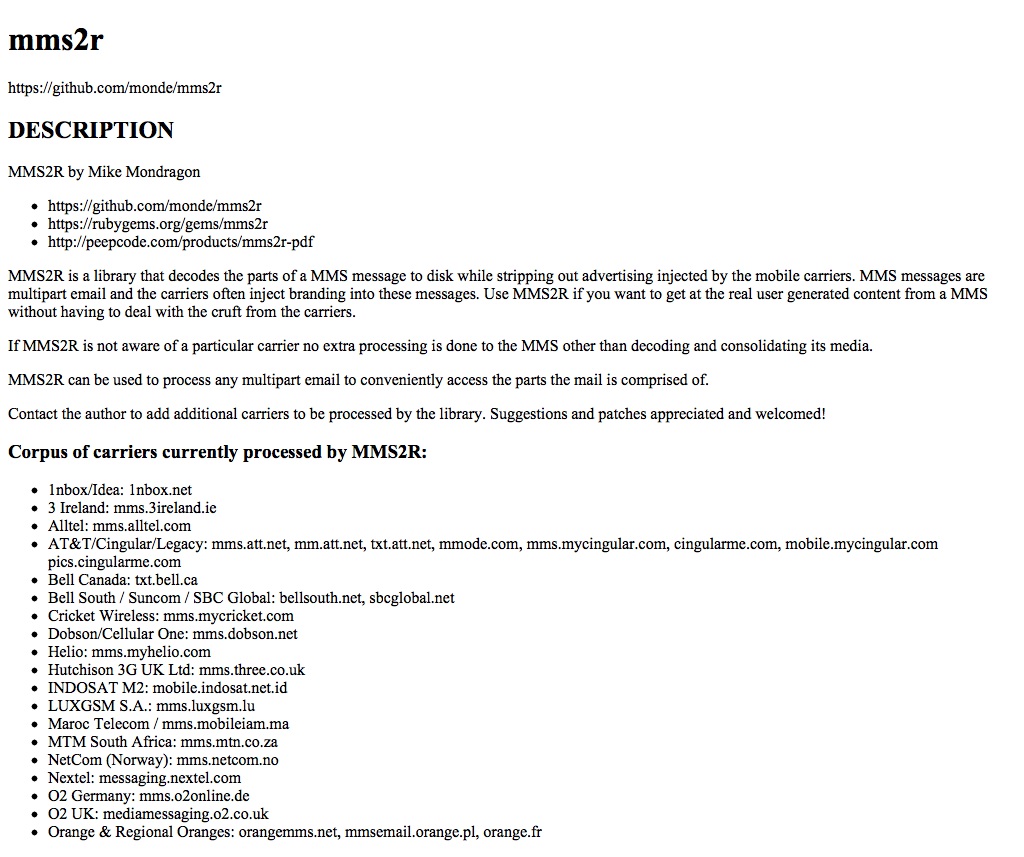 mms2r
https://github.com/monde/mms2r
DESCRIPTION
MMS2R by Mike Mondragon
• https://github.com/monde/mms2r
• https://rubygems.org/gems/mms2r
• http://peepcode.com/products/mms2r-pdf
MMS2R is a library that decodes the parts of a MMS message to disk while stripping out advertising injected by the mobile carriers. MMS messages are
multipart email and the carriers often inject branding into these messages. Use MMS2R if you want to get at the real user generated content from a MMS
without having to deal with the cruft from the carriers.
If MMS2R is not aware of a particular carrier no extra processing is done to the MMS other than decoding and consolidating its media.
MMS2R can be used to process any multipart email to conveniently access the parts the mail is comprised of.
Contact the author to add additional carriers to be processed by the library. Suggestions and patches appreciated and welcomed!
Corpus of carriers currently processed by MMS2R:
• 1nbox/Idea: 1nbox.net
• 3 Ireland: mms.3ireland.ie
• Alltel: mms.alltel.com
• AT&T/Cingular/Legacy: mms.att.net, mm.att.net, txt.att.net, mmode.com, mms.mycingular.com, cingularme.com, mobile.mycingular.com
pics.cingularme.com
• Bell Canada: txt.bell.ca
• Bell South / Suncom / SBC Global: bellsouth.net, sbcglobal.net
• Cricket Wireless: mms.mycricket.com
• Dobson/Cellular One: mms.dobson.net
• Helio: mms.myhelio.com
• Hutchison 3G UK Ltd: mms.three.co.uk
• INDOSAT M2: mobile.indosat.net.id
• LUXGSM S.A.: mms.luxgsm.lu
• Maroc Telecom / mms.mobileiam.ma
• MTM South Africa: mms.mtn.co.za
• NetCom (Norway): mms.netcom.no
• Nextel: messaging.nextel.com
• O2 Germany: mms.o2online.de
• O2 UK: mediamessaging.o2.co.uk
• Orange & Regional Oranges: orangemms.net, mmsemail.orange.pl, orange.fr